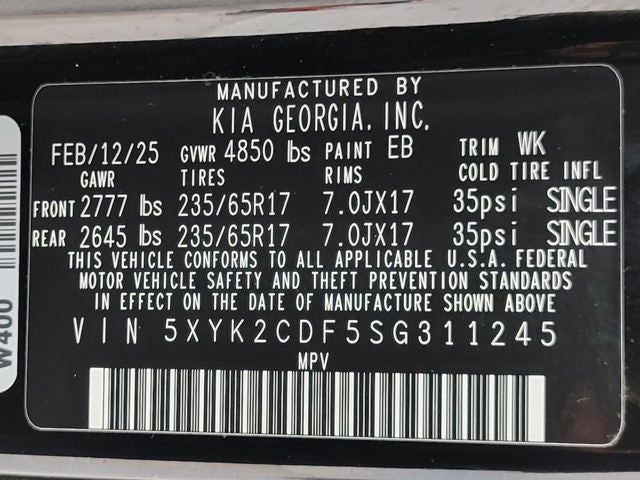 MANUFACTURED BY
KIA GEORGIA, INC.
FEB/12/25 GVWR 4850 lbs PAINT EB TRIM WK
GAWR TIRES RIMS COLD TIRE INFL
FRONT 2777 lbs 235/65R17 7.0JX17 35psi SINGLE
REAR 2645 lbs 235/65R17 7.0JX17 35psi SINGLE
THIS VEHICLE CONFORMS TO ALL APPLICABLE U.S.A. FEDERAL
MOTOR VEHICLE SAFETY AND THEFT PREVENTION STANDARDS
IN EFFECT ON THE DATE OF MANUFACTURE SHOWN ABOVE
VIN 5XYK2CDF5SG311245
MPV
W400